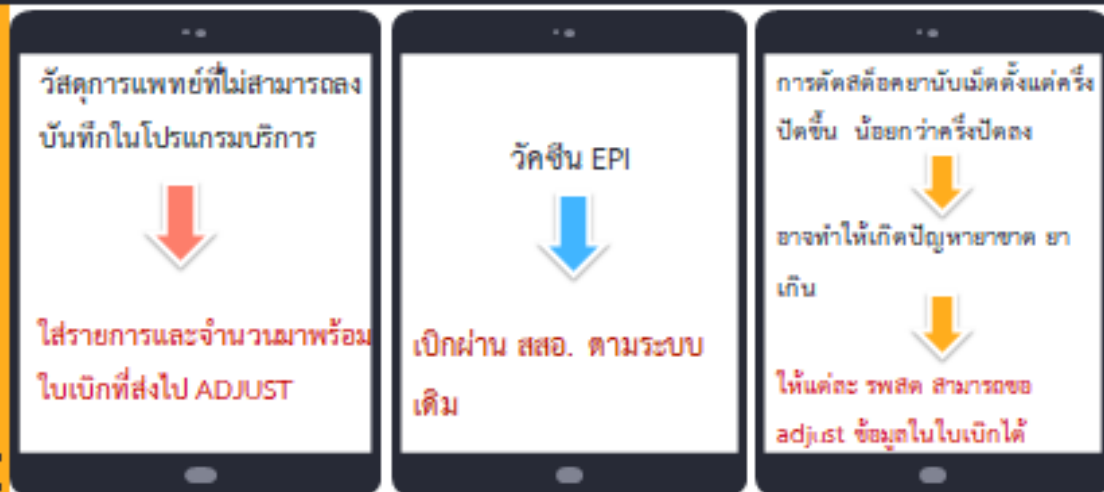 วัสดุการแพทย์ที่ไม่สามารถลง
บันทึกในโปรแกรมบริการ
ใส่รายการและจำนวนมาพร้อม
ใบเบิกที่ส่งไป ADJUST
วัคซีน EPI
เบิกผ่าน สสอ. ตามระบบ
เดิม
การตัดสต็อคยานับเม็ดตั้งแต่ครึ่ง
ปัดขึ้น น้อยกว่าครึ่งปัดลง
อาจทำให้เกิดปัญหายาขาด ยา
เกิน
ให้แต่ละ รพสต สามารถขอ
adjust ข้อมูลในใบเบิกได้